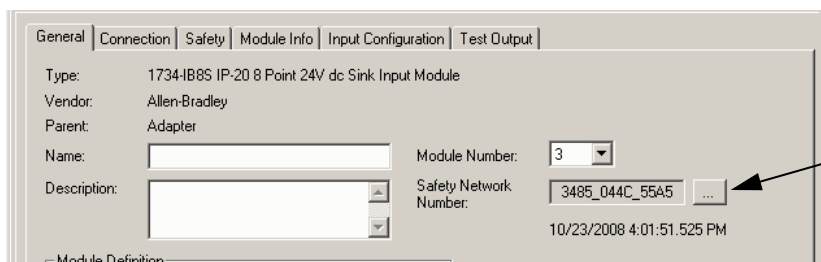 General Connection Safety Module Info Input Configuration Test Output
Type: 1734-IB8S IP-20 8 Point 24V dc Sink Input Module
Vendor: Allen-Bradley
Parent: Adapter
Name: Module Number: 3
Description: Safety Network Number: 3485_044C_55A5 ...
10/23/2008 4:01:51.525 PM
Module Definition